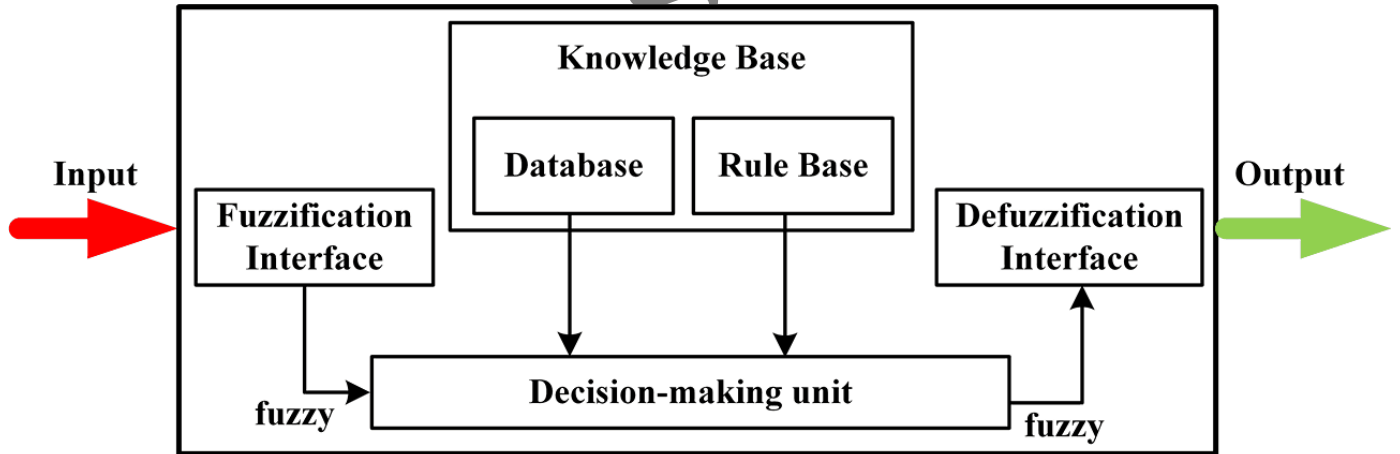 Knowledge Base
Database
Rule Base
Input
Fuzzification
Interface
Defuzzification
Interface
Output
Decision-making unit
fuzzy
fuzzy